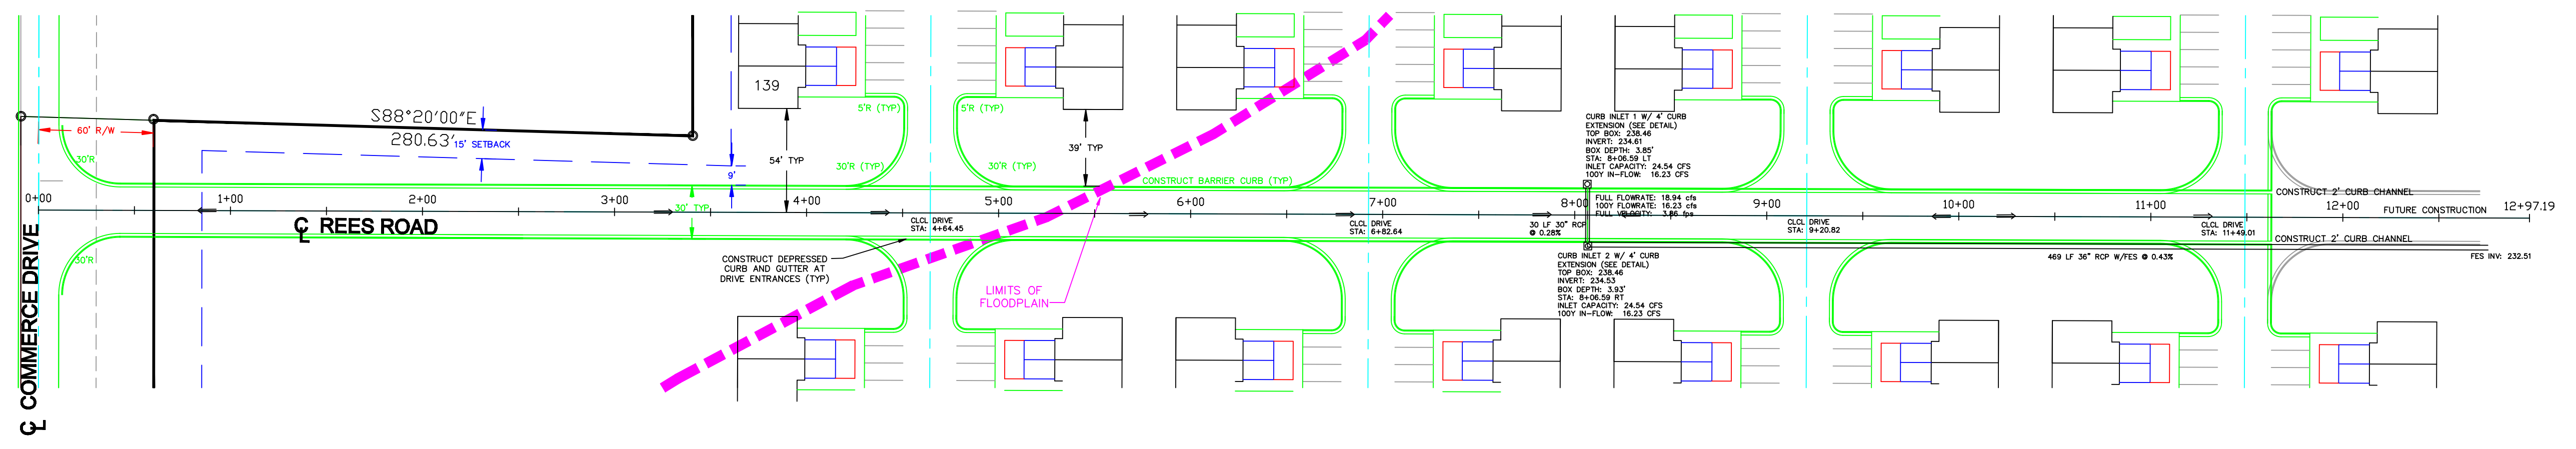 139
S88°20'00"E
280.63'
60' R/W
15' SETBACK
9'
54' TYP
39' TYP
30' TYP
5'R (TYP)
5'R (TYP)
30'R
30'R (TYP)
30'R (TYP)
30'R
CONSTRUCT BARRIER CURB (TYP)
CURB INLET 1 W/ 4' CURB
EXTENSION (SEE DETAIL)
TOP BOX: 238.46
INVERT: 234.61
BOX DEPTH: 3.85'
STA: 8+06.59 LT
INLET CAPACITY: 24.54 CFS
100Y IN-FLOW: 16.23 CFS
FULL FLOWRATE: 18.94 cfs
100Y FLOWRATE: 16.23 cfs
FULL VELOCITY: 3.86 fps
CONSTRUCT 2' CURB CHANNEL
0+00
1+00
2+00
3+00
4+00
5+00
6+00
7+00
8+00
9+00
10+00
11+00
12+00
FUTURE CONSTRUCTION
12+97.19
CL REES ROAD
CL COMMERCE DRIVE
CLCL DRIVE
STA: 4+64.45
CLCL DRIVE
STA: 6+82.64
30 LF 30" RCP
@ 0.28%
CLCL DRIVE
STA: 9+20.82
CLCL DRIVE
STA: 11+49.01
CONSTRUCT 2' CURB CHANNEL
469 LF 36" RCP W/FES @ 0.43%
FES INV: 232.51
CONSTRUCT DEPRESSED
CURB AND GUTTER AT
DRIVE ENTRANCES (TYP)
LIMITS OF
FLOODPLAIN
CURB INLET 2 W/ 4' CURB
EXTENSION (SEE DETAIL)
TOP BOX: 238.46
INVERT: 234.53
BOX DEPTH: 3.93'
STA: 8+06.59 RT
INLET CAPACITY: 24.54 CFS
100Y IN-FLOW: 16.23 CFS